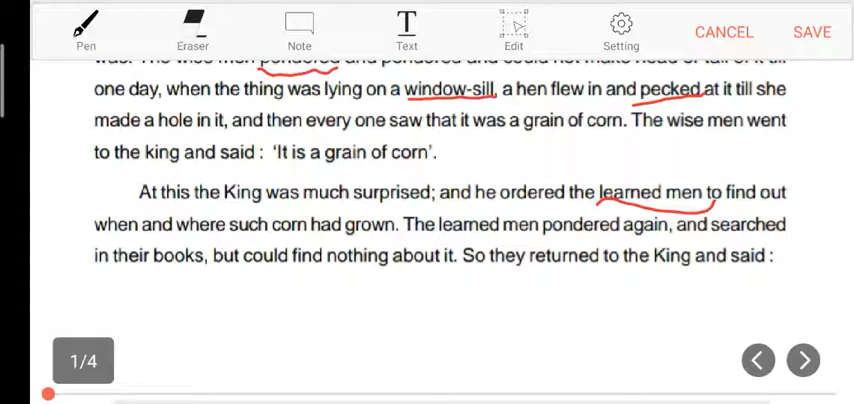 Pen Eraser Note Text Edit Setting CANCEL SAVE
one day, when the thing was lying on a window-sill, a hen flew in and pecked at it till she
made a hole in it, and then every one saw that it was a grain of corn. The wise men went
to the king and said : 'It is a grain of corn'.
At this the King was much surprised; and he ordered the learned men to find out
when and where such corn had grown. The learned men pondered again, and searched
in their books, but could find nothing about it. So they returned to the King and said :
1/4